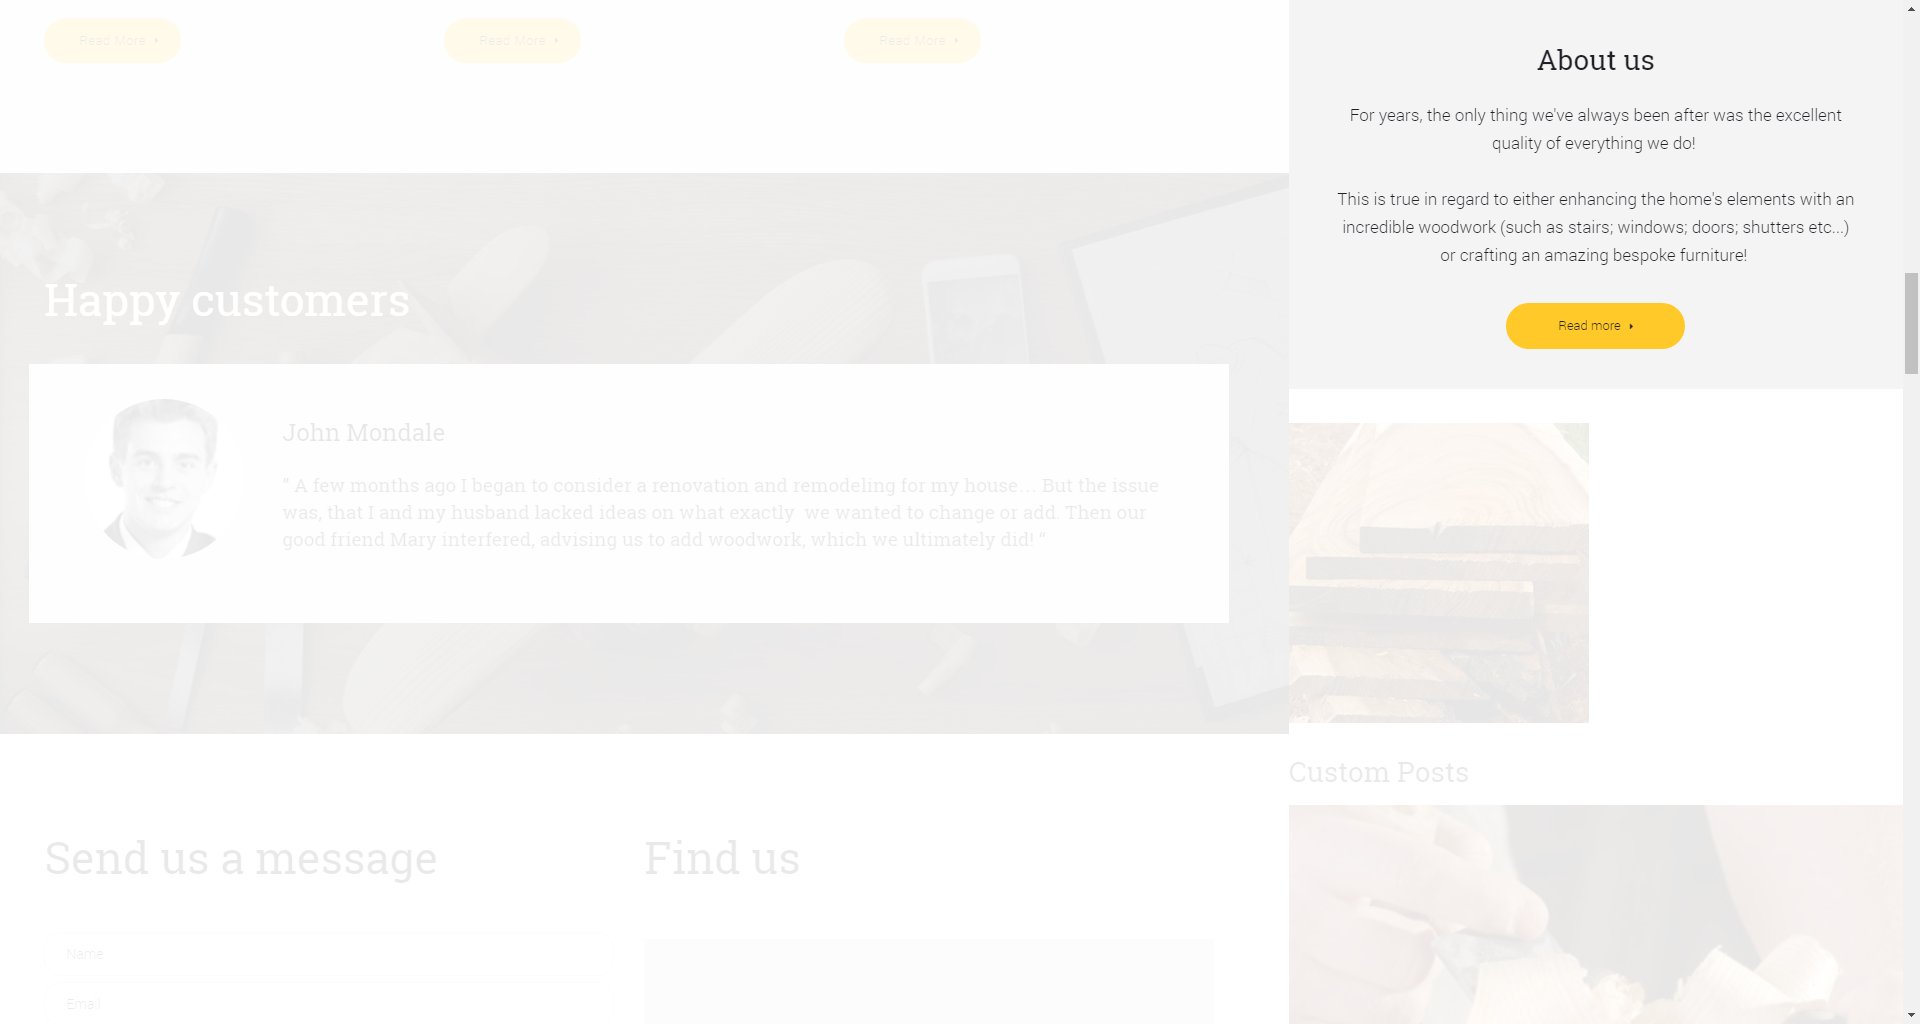 Read More
Read More
Read More
About us
For years, the only thing we've always been after was the excellent
quality of everything we do!
This is true in regard to either enhancing the home's elements with an
incredible woodwork (such as stairs; windows; doors; shutters etc...)
or crafting an amazing bespoke furniture!
Read more
Happy customers
John Mondale
" A few months ago I began to consider a renovation and remodeling for my house… But the issue
was, that I and my husband lacked ideas on what exactly  we wanted to change or add. Then our
good friend Mary interfered, advising us to add woodwork, which we ultimately did! "
Custom Posts
Send us a message
Find us
Name
Email